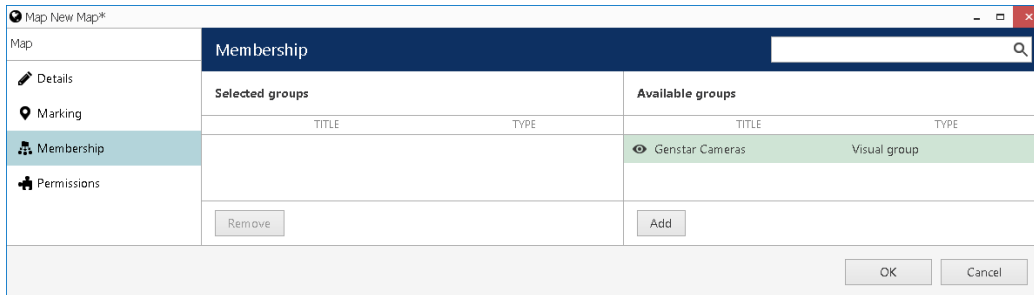 Map New Map*
Map
Membership
Details
Marking
Membership
Permissions
Selected groups
Available groups
TITLE TYPE
TITLE TYPE
Genstar Cameras Visual group
Remove
Add
OK
Cancel